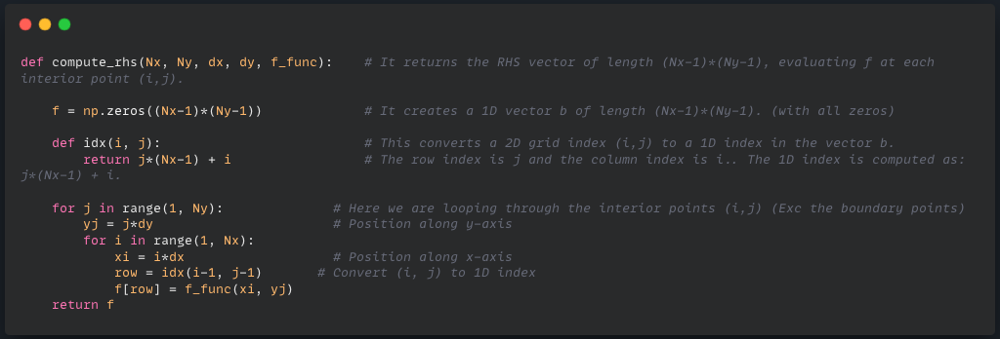 def compute_rhs(Nx, Ny, dx, dy, f_func):    # It returns the RHS vector of length (Nx-1)*(Ny-1), evaluating f at each
interior point (i,j).
    f = np.zeros((Nx-1)*(Ny-1))             # It creates a 1D vector b of length (Nx-1)*(Ny-1). (with all zeros)
    def idx(i, j):                          # This converts a 2D grid index (i,j) to a 1D index in the vector b.
        return j*(Nx-1) + i                 # The row index is j and the column index is i.. The 1D index is computed as:
j*(Nx-1) + i.
    for j in range(1, Ny):              # Here we are looping through the interior points (i,j) (Exc the boundary points)
        yj = j*dy                       # Position along y-axis
        for i in range(1, Nx):
            xi = i*dx                   # Position along x-axis
            row = idx(i-1, j-1)       # Convert (i, j) to 1D index
            f[row] = f_func(xi, yj)
    return f